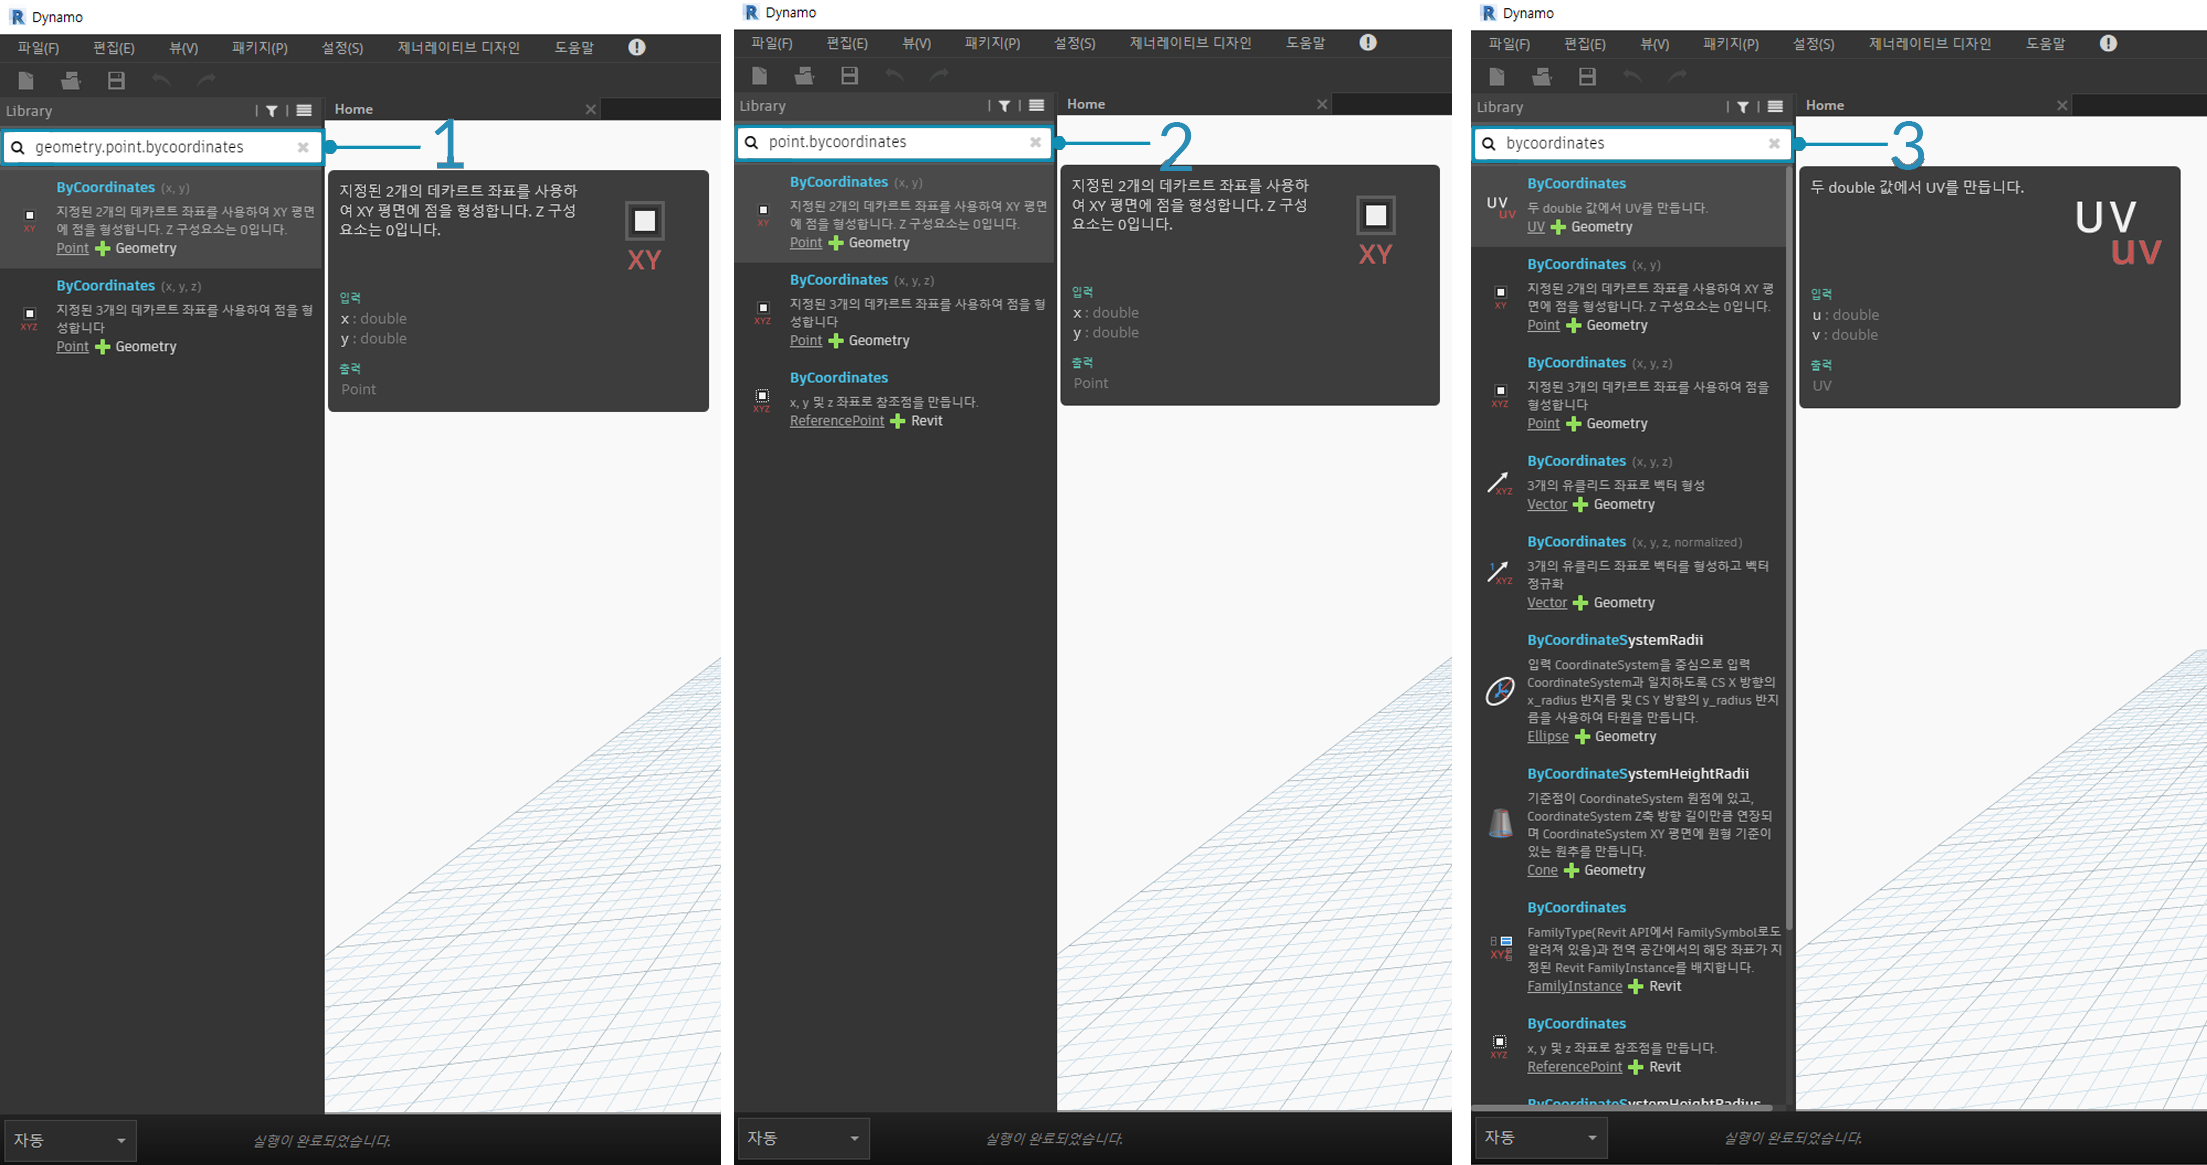 Dynamo
파일(F) 편집(E) 뷰(V) 패키지(P) 설정(S) 제너레이티브 디자인 도움말
Library
Home
geometry.point.bycoordinates
1
ByCoordinates (x, y)
지정된 2개의 데카르트 좌표를 사용하여 XY 평면
에 점을 형성합니다. Z 구성요소는 0입니다.
XY
Point Geometry
ByCoordinates (x, y, z)
지정된 3개의 데카르트 좌표를 사용하여 점을 형
성합니다
XYZ
Point Geometry
지정된 2개의 데카르트 좌표를 사용하
여 XY 평면에 점을 형성합니다. Z 구성
요소는 0입니다.
XY
입력
x : double
y : double
출력
Point
자동
실행이 완료되었습니다.
Dynamo
파일(F) 편집(E) 뷰(V) 패키지(P) 설정(S) 제너레이티브 디자인 도움말
Library
Home
point.bycoordinates
2
ByCoordinates (x, y)
지정된 2개의 데카르트 좌표를 사용하여 XY 평면
에 점을 형성합니다. Z 구성요소는 0입니다.
XY
Point Geometry
ByCoordinates (x, y, z)
지정된 3개의 데카르트 좌표를 사용하여 점을 형
성합니다
XYZ
Point Geometry
ByCoordinates
x, y 및 z 좌표로 참조점을 만듭니다.
XYZ
ReferencePoint Revit
지정된 2개의 데카르트 좌표를 사용하
여 XY 평면에 점을 형성합니다. Z 구성
요소는 0입니다.
XY
입력
x : double
y : double
출력
Point
자동
실행이 완료되었습니다.
Dynamo
파일(F) 편집(E) 뷰(V) 패키지(P) 설정(S) 제너레이티브 디자인 도움말
Library
Home
bycoordinates
3
ByCoordinates
UV
uv
두 double 값에서 UV를 만듭니다.
UV Geometry
ByCoordinates (x, y)
지정된 2개의 데카르트 좌표를 사용하여 XY 평
면에 점을 형성합니다. Z 구성요소는 0입니다.
XY
Point Geometry
ByCoordinates (x, y, z)
지정된 3개의 데카르트 좌표를 사용하여 점을
형성합니다
XYZ
Point Geometry
ByCoordinates (x, y, z)
3개의 유클리드 좌표로 벡터 형성
XYZ
Vector Geometry
ByCoordinates (x, y, z, normalized)
3개의 유클리드 좌표로 벡터를 형성하고 벡터
정규화
1
XYZ
Vector Geometry
ByCoordinateSystemRadii
입력 CoordinateSystem을 중심으로 입력
CoordinateSystem과 일치하도록 CS X 방향의
x_radius 반지름 및 CS Y 방향의 y_radius 반지
름을 사용하여 타원을 만듭니다.
Ellipse Geometry
ByCoordinateSystemHeightRadii
기준점이 CoordinateSystem 원점에 있고,
CoordinateSystem Z축 방향 길이만큼 연장되
며 CoordinateSystem XY 평면에 원형 기준이
있는 원추를 만듭니다.
Cone Geometry
ByCoordinates
FamilyType(Revit API에서 FamilySymbol로도
알려져 있음)과 전역 공간에서의 해당 좌표가 지
정된 Revit FamilyInstance를 배치합니다.
XYZ
FamilyInstance Revit
ByCoordinates
x, y 및 z 좌표로 참조점을 만듭니다.
XYZ
ReferencePoint Revit
ByCoordinateSystemHeightRadius
두 double 값에서 UV를 만듭니다.
UV
uv
입력
u : double
v : double
출력
UV
자동
실행이 완료되었습니다.